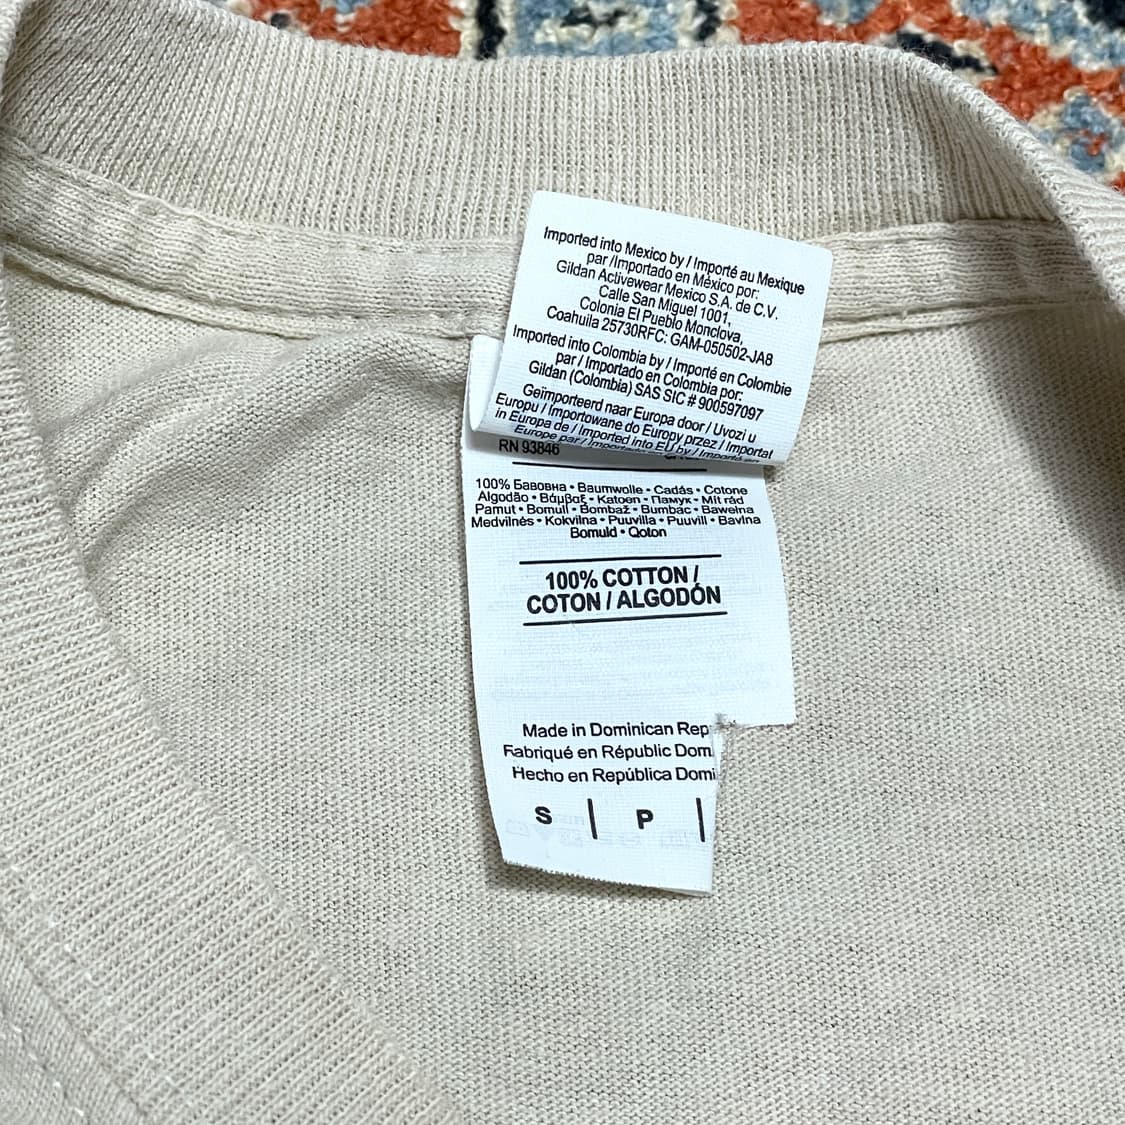 Imported into Mexico by / Importé au Mexique
par /Importado en México por:
Gildan Activewear Mexico S.A. de C.V.
Calle San Miguel 1001,
Colonia El Pueblo Monclova,
Coahuila 25730RFC: GAM-050502-JA8
Imported into Colombia by / Importé en Colombie
par / Importado en Colombia por:
Gildan (Colombia) SAS SIC # 900597097
Geïmporteerd naar Europa door / Uvozi u
Europu / Importowane do Europy przez / Importat
in Europa de / Imported into EU by / Importé en
Europe par / Importado en
RN 93846
100% Бавовна • Baumwolle • Cadás • Cotone
Algodão • Βάμβαξ • Katoen • Памук • Mit rád
Pamut • Bomull • Bombaž • Bumbac • Bawełna
Medvilnės • Kokvilna • Puuvilla • Puuvill • Bavlna
Bomuld • Qoton
100% COTTON /
COTON / ALGODÓN
Made in Dominican Rep
Fabriqué en Républic Dom
Hecho en República Domi
S | P |